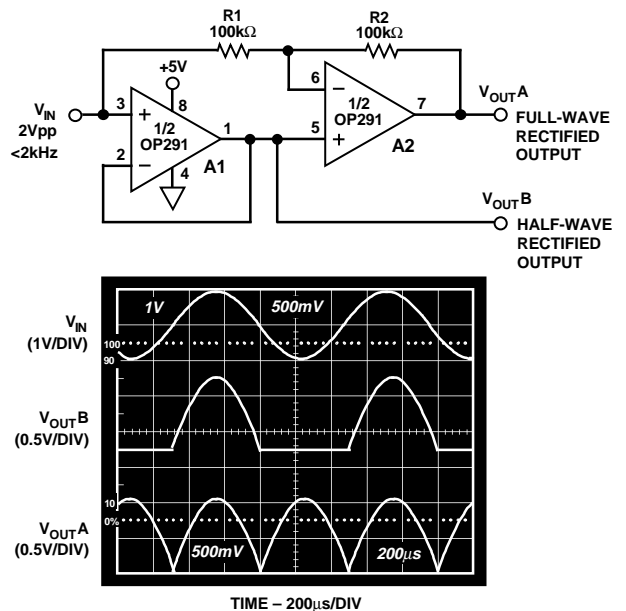 R1
100kΩ
R2
100kΩ
+5V
V_IN
2Vpp
<2kHz
3
+
8
1/2
OP291
1
2
−
4
A1
6
−
1/2
OP291
7
5
+
A2
V_OUT A
FULL-WAVE
RECTIFIED
OUTPUT
V_OUT B
HALF-WAVE
RECTIFIED
OUTPUT
1V
500mV
V_IN
(1V/DIV)
100
90
V_OUT B
(0.5V/DIV)
10
0%
V_OUT A
(0.5V/DIV)
500mV
200µs
TIME – 200µs/DIV